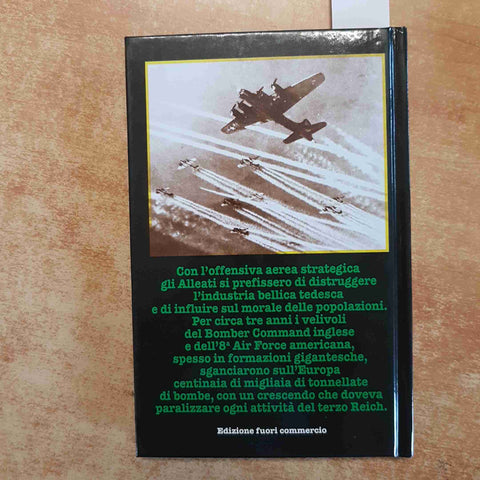 Con l'offensiva aerea strategica
gli Alleati si prefissero di distruggere
l'industria bellica tedesca
e di influire sul morale delle popolazioni.
Per circa tre anni i velivoli
del Bomber Command inglese
e dell'8ª Air Force americana,
spesso in formazioni gigantesche,
sganciarono sull'Europa
centinaia di migliaia di tonnellate
di bombe, con un crescendo che doveva
paralizzare ogni attività del terzo Reich.
Edizione fuori commercio